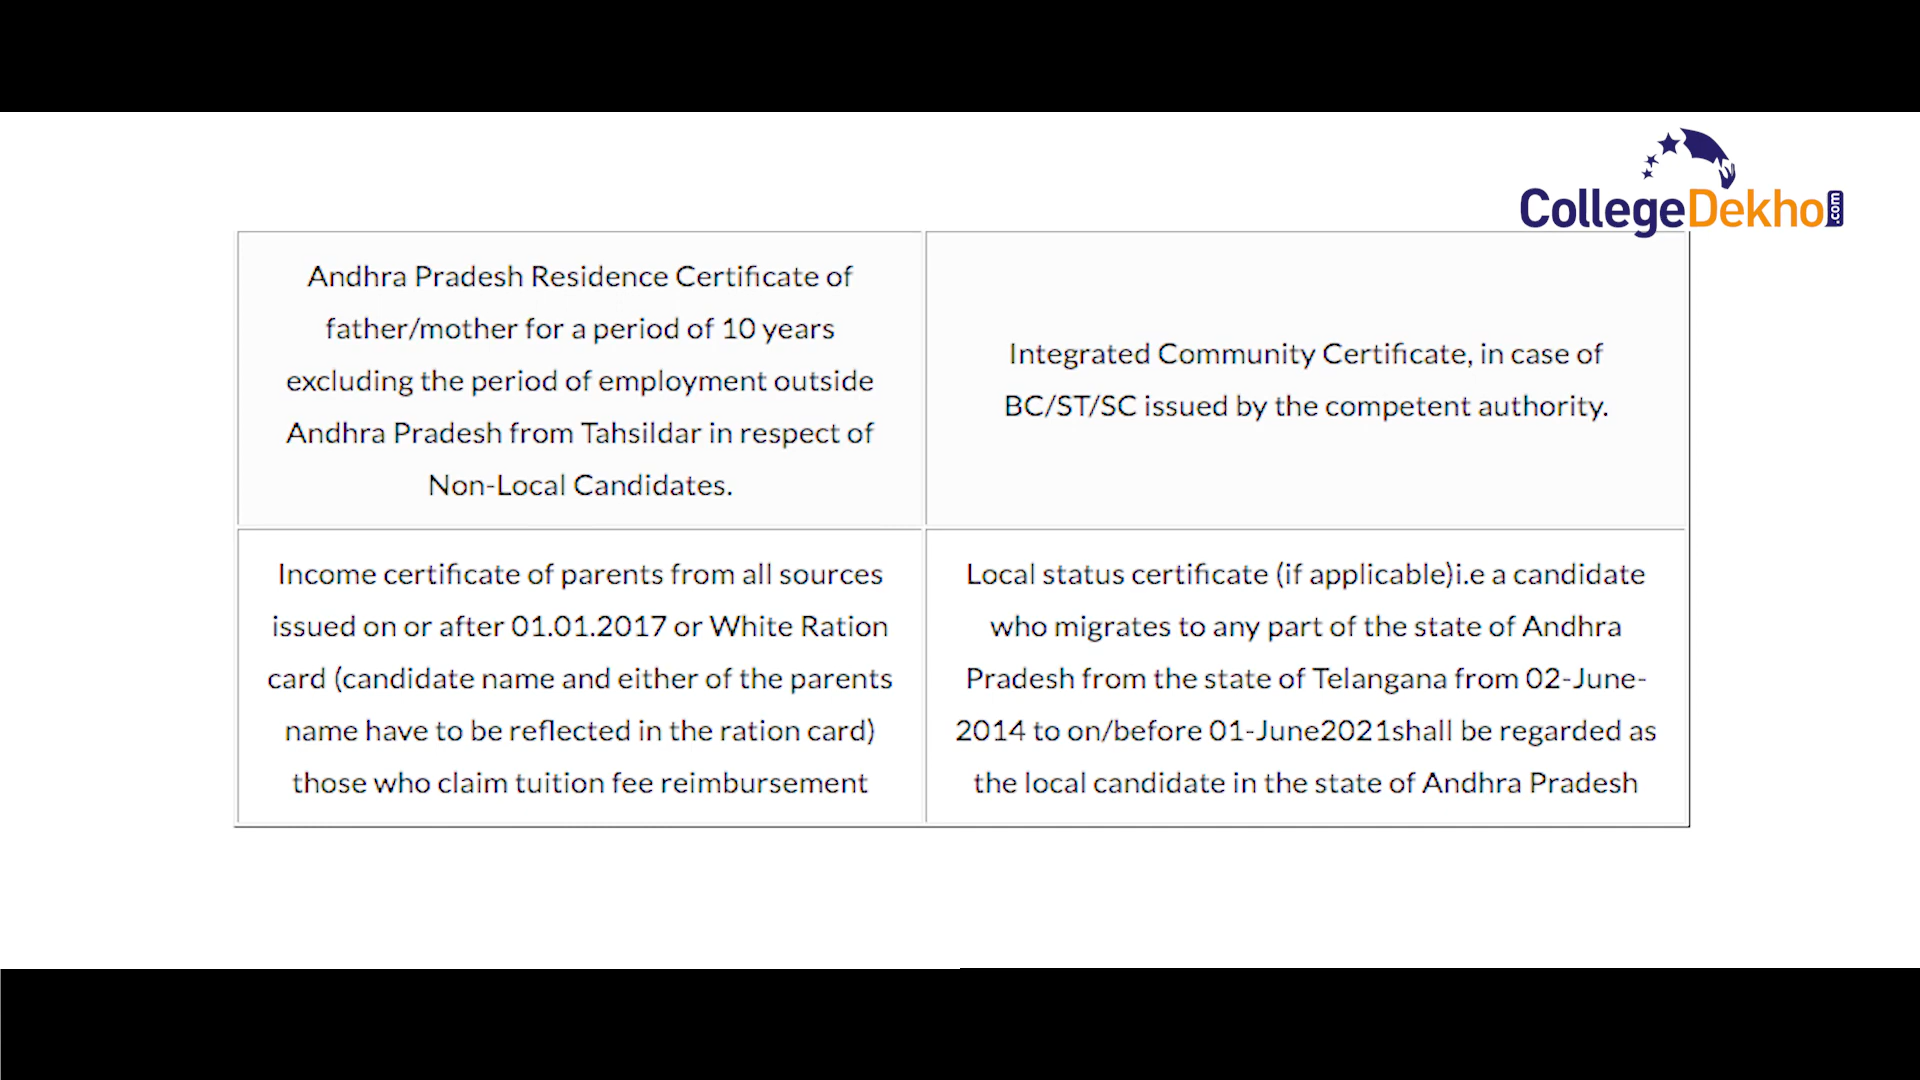 CollegeDekho.com
Andhra Pradesh Residence Certificate of
father/mother for a period of 10 years
excluding the period of employment outside
Andhra Pradesh from Tahsildar in respect of
Non-Local Candidates.
Integrated Community Certificate, in case of
BC/ST/SC issued by the competent authority.
Income certificate of parents from all sources
issued on or after 01.01.2017 or White Ration
card (candidate name and either of the parents
name have to be reflected in the ration card)
those who claim tuition fee reimbursement
Local status certificate (if applicable)i.e a candidate
who migrates to any part of the state of Andhra
Pradesh from the state of Telangana from 02-June-
2014 to on/before 01-June2021shall be regarded as
the local candidate in the state of Andhra Pradesh